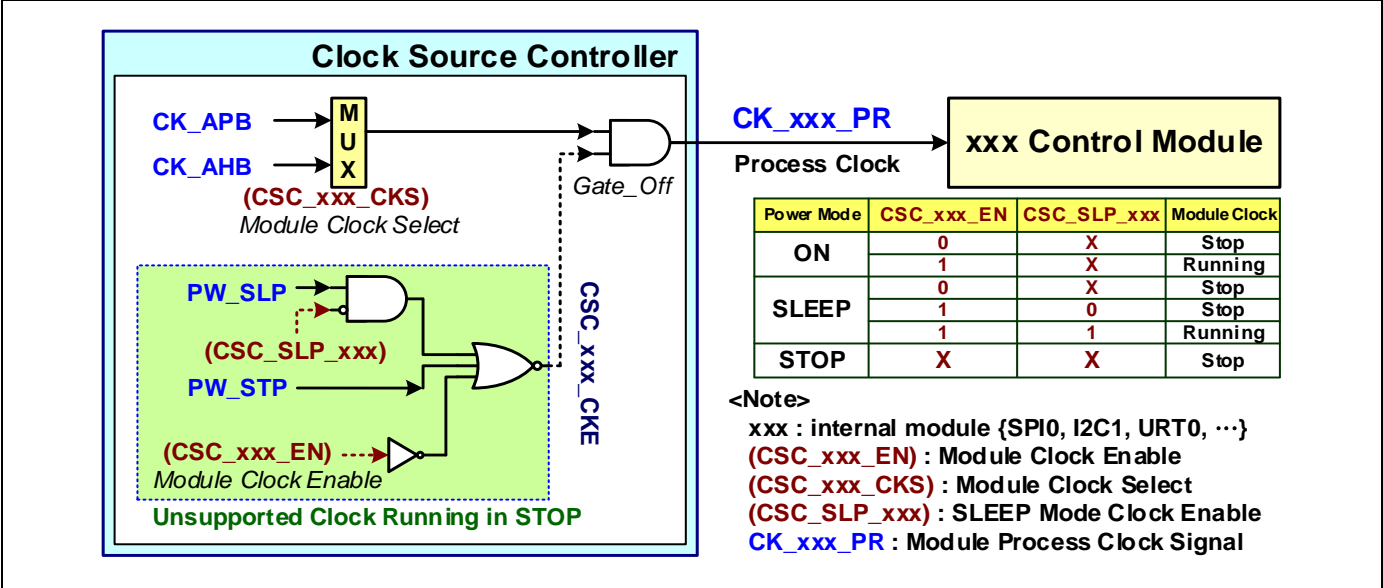 Clock Source Controller
CK_APB
CK_AHB
M
U
X
(CSC_xxx_CKS)
Module Clock Select
Gate_Off
CK_xxx_PR
Process Clock
xxx Control Module
PW_SLP
(CSC_SLP_xxx)
PW_STP
(CSC_xxx_EN)
Module Clock Enable
CSC_xxx_CKE
Unsupported Clock Running in STOP
Power Mode CSC_xxx_EN CSC_SLP_xxx Module Clock
ON 0 X Stop
1 X Running
SLEEP 0 X Stop
1 0 Stop
1 1 Running
STOP X X Stop
<Note>
xxx : internal module {SPI0, I2C1, URT0, ⋯}
(CSC_xxx_EN) : Module Clock Enable
(CSC_xxx_CKS) : Module Clock Select
(CSC_SLP_xxx) : SLEEP Mode Clock Enable
CK_xxx_PR : Module Process Clock Signal